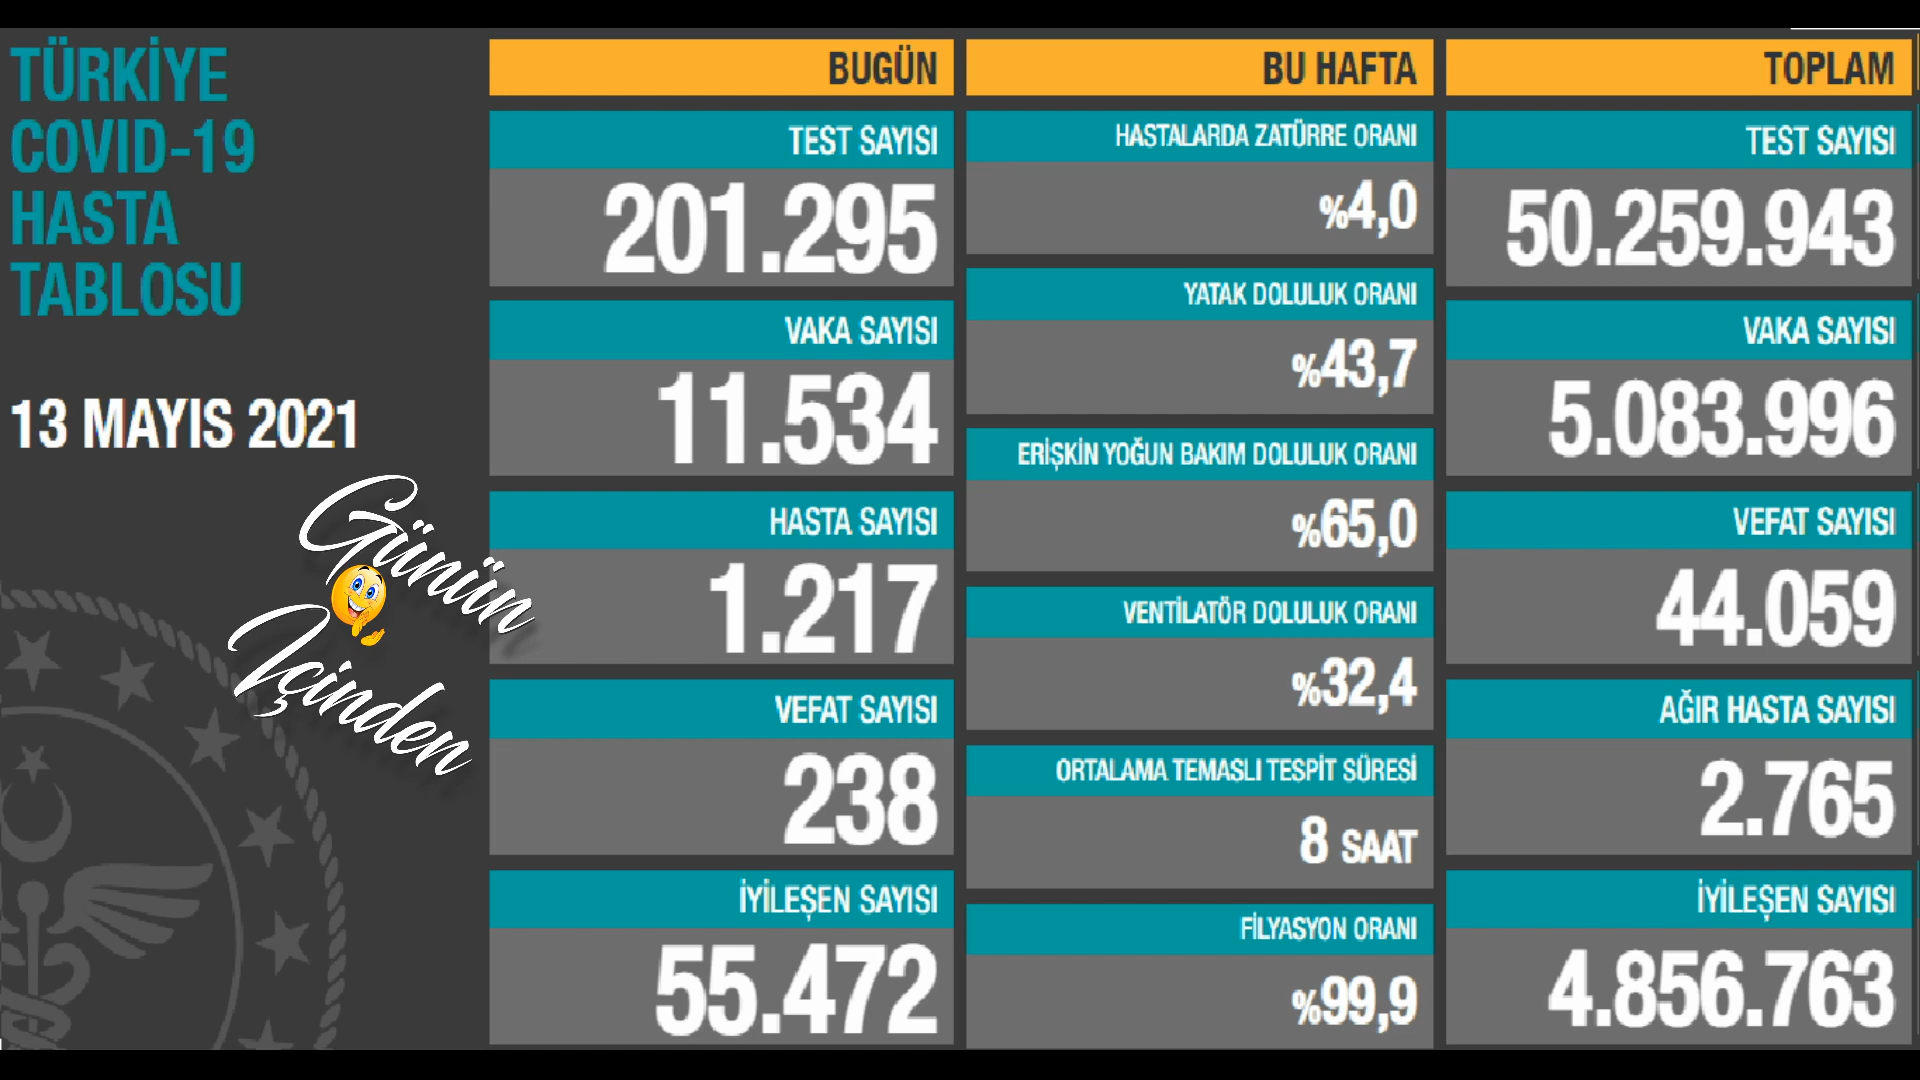 TÜRKİYE
COVID-19
HASTA
TABLOSU
13 MAYIS 2021
Günün
İçinden
BUGÜN
TEST SAYISI
201.295
VAKA SAYISI
11.534
HASTA SAYISI
1.217
VEFAT SAYISI
238
İYİLEŞEN SAYISI
55.472
BU HAFTA
HASTALARDA ZATÜRRE ORANI
%4,0
YATAK DOLULUK ORANI
%43,7
ERİŞKİN YOĞUN BAKIM DOLULUK ORANI
%65,0
VENTİLATÖR DOLULUK ORANI
%32,4
ORTALAMA TEMASLI TESPİT SÜRESİ
8 SAAT
FİLYASYON ORANI
%99,9
TOPLAM
TEST SAYISI
50.259.943
VAKA SAYISI
5.083.996
VEFAT SAYISI
44.059
AĞIR HASTA SAYISI
2.765
İYİLEŞEN SAYISI
4.856.763